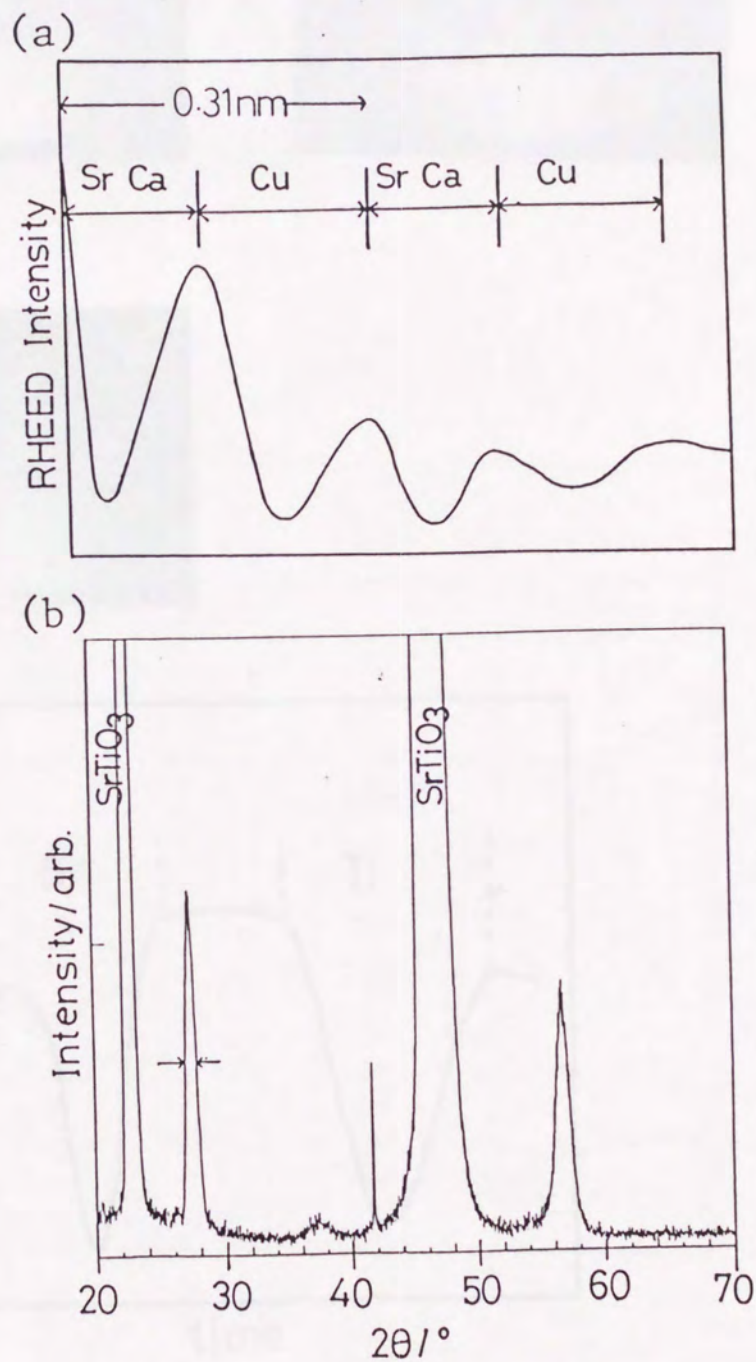 (a)
0.31nm
Sr Ca Cu Sr Ca Cu
RHEED Intensity
(b)
SrTiO3
SrTiO3
Intensity/arb.
20 30 40 50 60 70
2θ/°